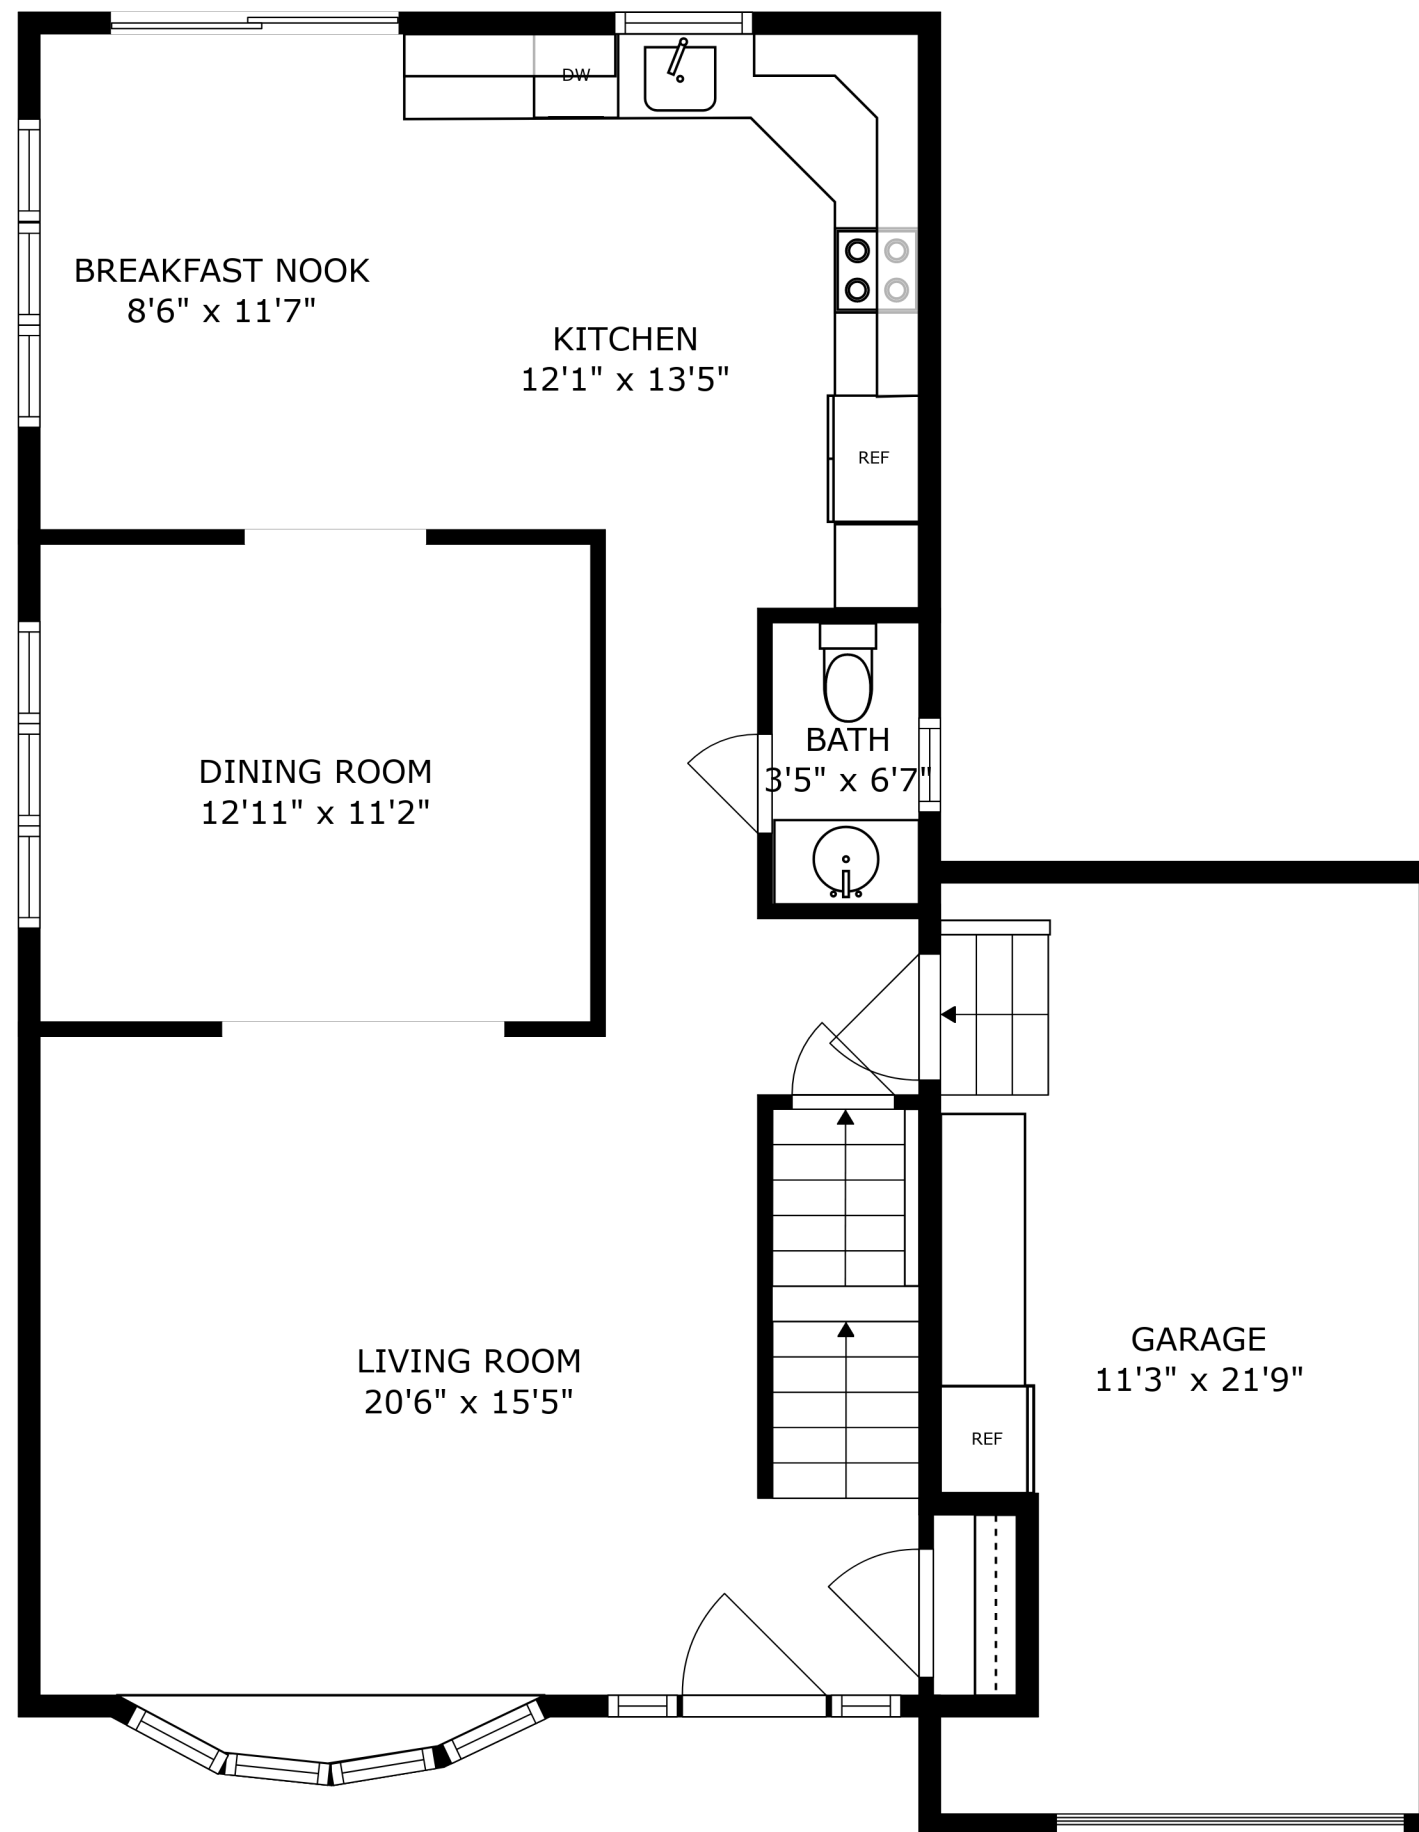 DW
BREAKFAST NOOK
8'6" x 11'7"
KITCHEN
12'1" x 13'5"
REF
BATH
3'5" x 6'7"
DINING ROOM
12'11" x 11'2"
GARAGE
11'3" x 21'9"
LIVING ROOM
20'6" x 15'5"
REF